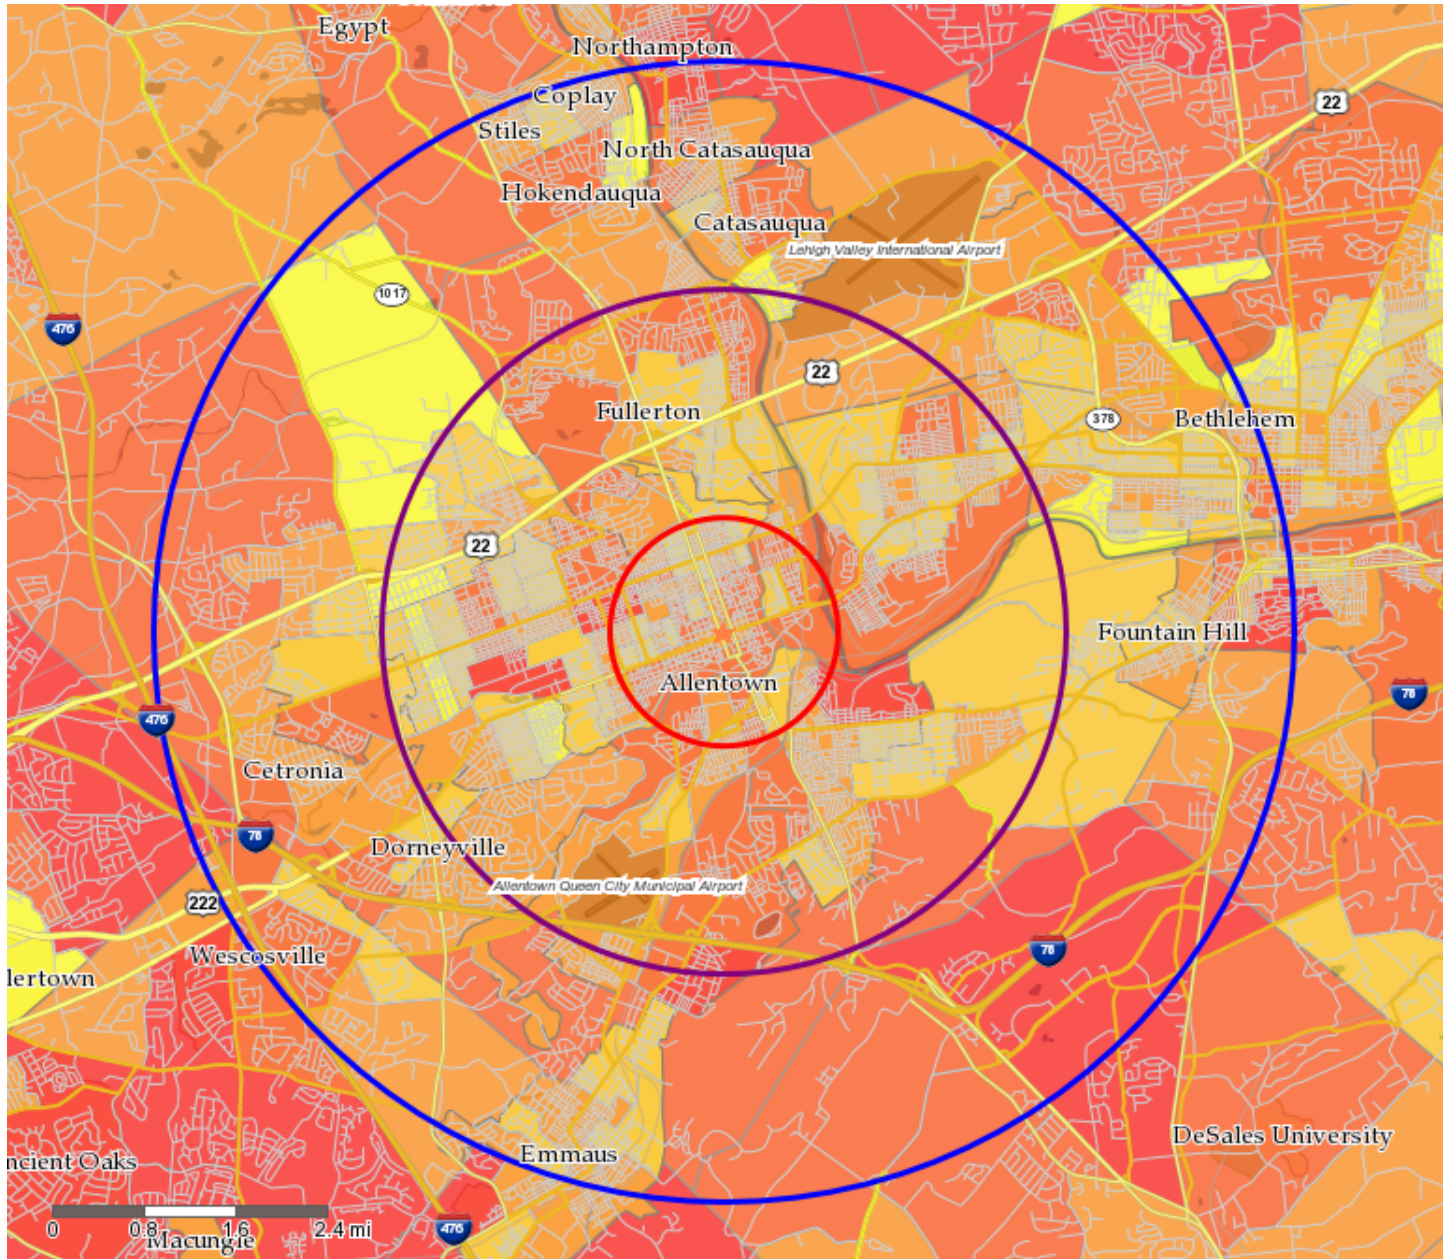 Egypt
Northampton
Coplay
22
Stiles
North Catasauqua
Hokendauqua
Catasauqua
Lehigh Valley International Airport
1017
476
22
Fullerton
378
Bethlehem
22
Fountain Hill
Allentown
78
476
Cetronia
78
Dorneyville
Allentown Queen City Municipal Airport
222
Wescosville
78
lertown
DeSales University
Emmaus
ncient Oaks
0 0.8 1.6 2.4 mi
476
Macungie